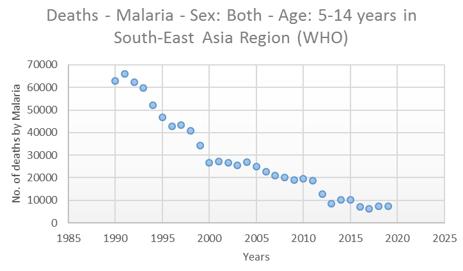 Deaths - Malaria - Sex: Both - Age: 5-14 years in
South-East Asia Region (WHO)
No. of deaths by Malaria
70000
60000
50000
40000
30000
20000
10000
0
1985 1990 1995 2000 2005 2010 2015 2020 2025
Years